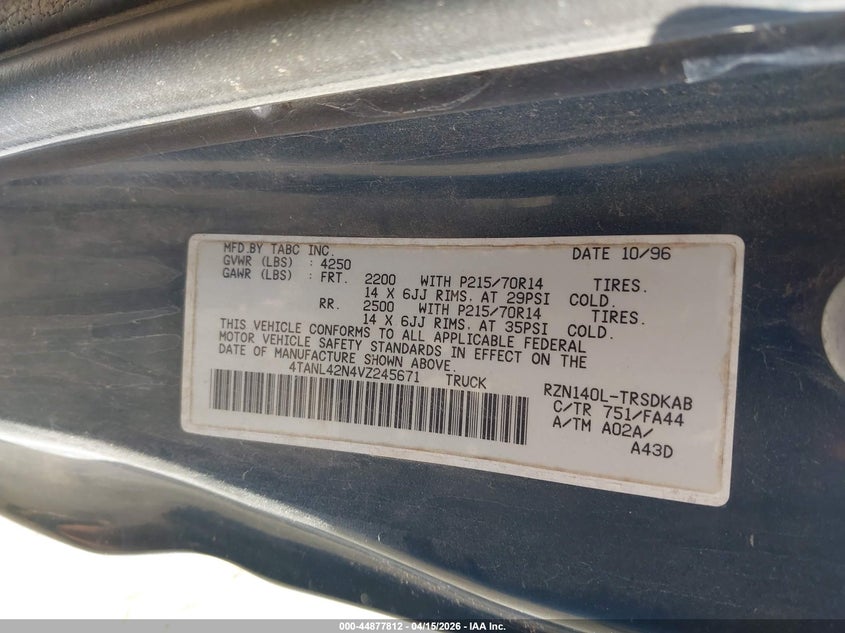 MFD.BY TABC INC. DATE 10/96
GVWR (LBS) : 4250
GAWR (LBS) : FRT. 2200 WITH P215/70R14 TIRES.
14 X 6JJ RIMS. AT 29PSI COLD.
RR. 2500 WITH P215/70R14 TIRES.
14 X 6JJ RIMS. AT 35PSI COLD.
THIS VEHICLE CONFORMS TO ALL APPLICABLE FEDERAL
MOTOR VEHICLE SAFETY STANDARDS IN EFFECT ON THE
DATE OF MANUFACTURE SHOWN ABOVE.
4TANL42N4VZ245671 TRUCK RZN140L-TRSDKAB
C/TR 751/FA44
A/TM A02A/
A43D
000-44877812 - 04/15/2026 - IAA Inc.